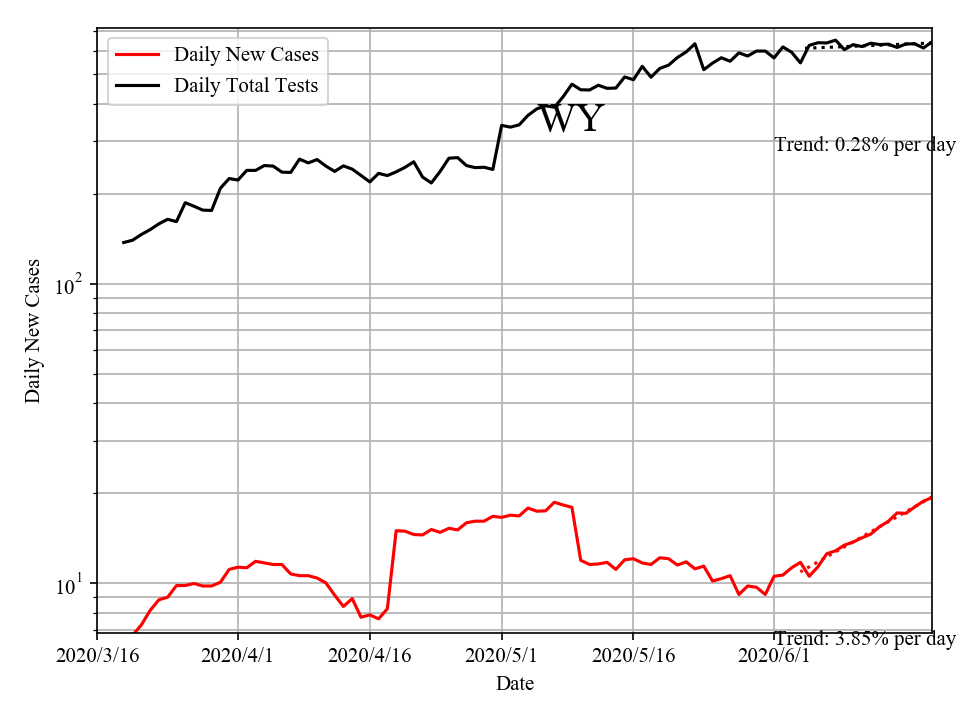 Daily New Cases
Daily Total Tests
WY
Trend: 0.28% per day
10²
Daily New Cases
10¹
Trend: 3.85% per day
2020/3/16 2020/4/1 2020/4/16 2020/5/1 2020/5/16 2020/6/1
Date